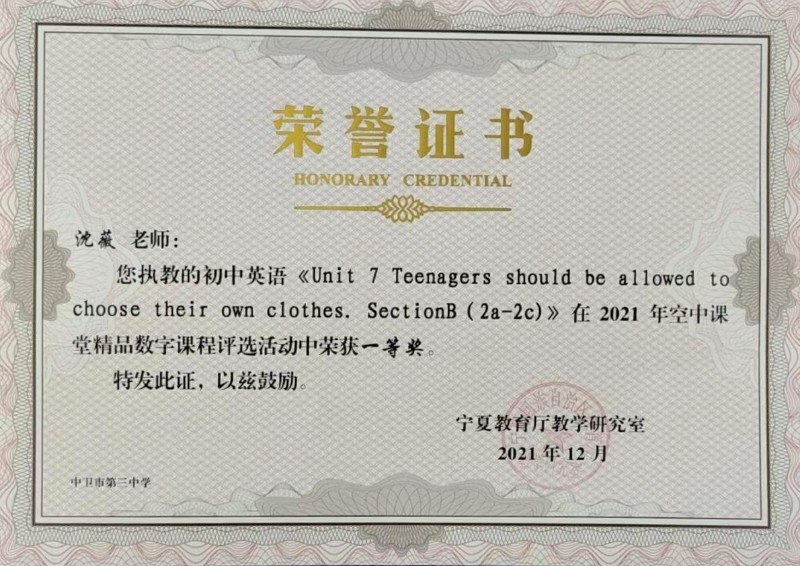 荣誉证书
HONORARY CREDENTIAL
沈薇 老师：
您执教的初中英语《Unit 7 Teenagers should be allowed to
choose their own clothes. SectionB（2a-2c）》在 2021 年空中课
堂精品数字课程评选活动中荣获一等奖。
特发此证，以兹鼓励。
宁夏教育厅教学研究室
2021 年 12 月
中卫市第三中学